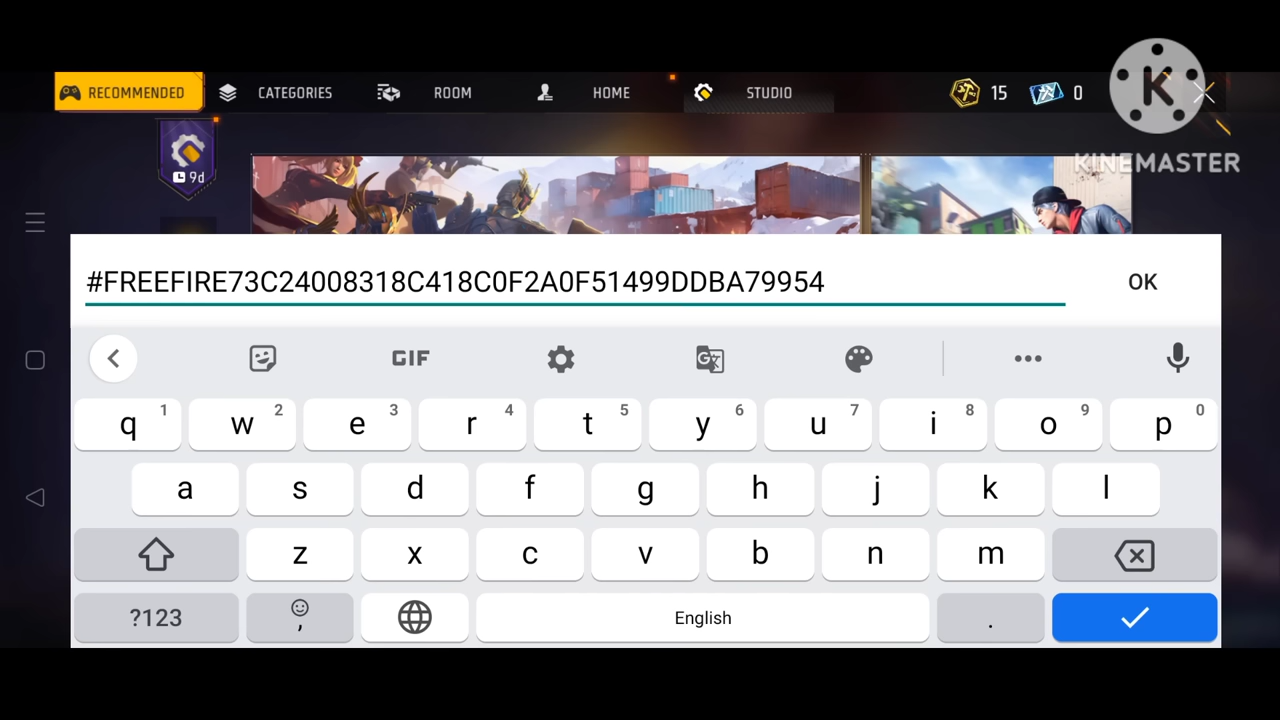 RECOMMENDED CATEGORIES ROOM HOME STUDIO 15 0
K
KINEMASTER
9d
#FREEFIRE73C24008318C418C0F2A0F51499DDBA79954 OK
GIF
q 1 w 2 e 3 r 4 t 5 y 6 u 7 i 8 o 9 p 0
a s d f g h j k l
z x c v b n m
?123 , English .